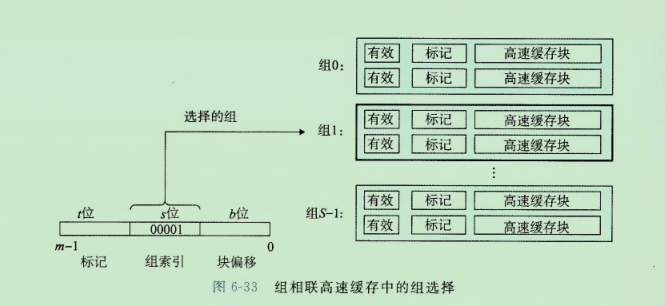 组0:
有效 标记 高速缓存块
有效 标记 高速缓存块
选择的组
组1:
有效 标记 高速缓存块
有效 标记 高速缓存块
⋮
t位 s位 b位
组S-1:
有效 标记 高速缓存块
有效 标记 高速缓存块
00001
m-1 0
标记 组索引 块偏移
图 6-33 组相联高速缓存中的组选择